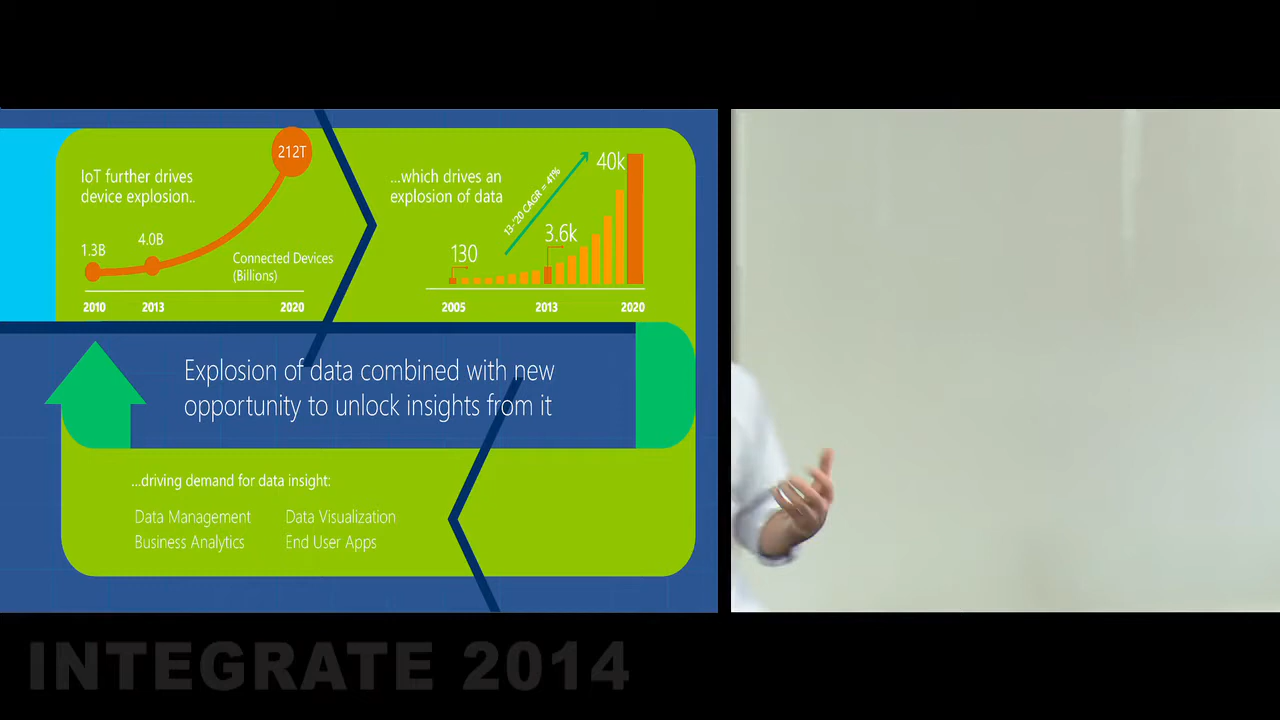 IoT further drives
device explosion..
212T
1.3B
4.0B
Connected Devices
(Billions)
2010
2013
2020
...which drives an
explosion of data
13-'20 CAGR = 41%
40k
3.6k
130
2005
2013
2020
Explosion of data combined with new
opportunity to unlock insights from it
...driving demand for data insight:
Data Management
Data Visualization
Business Analytics
End User Apps
INTEGRATE 2014